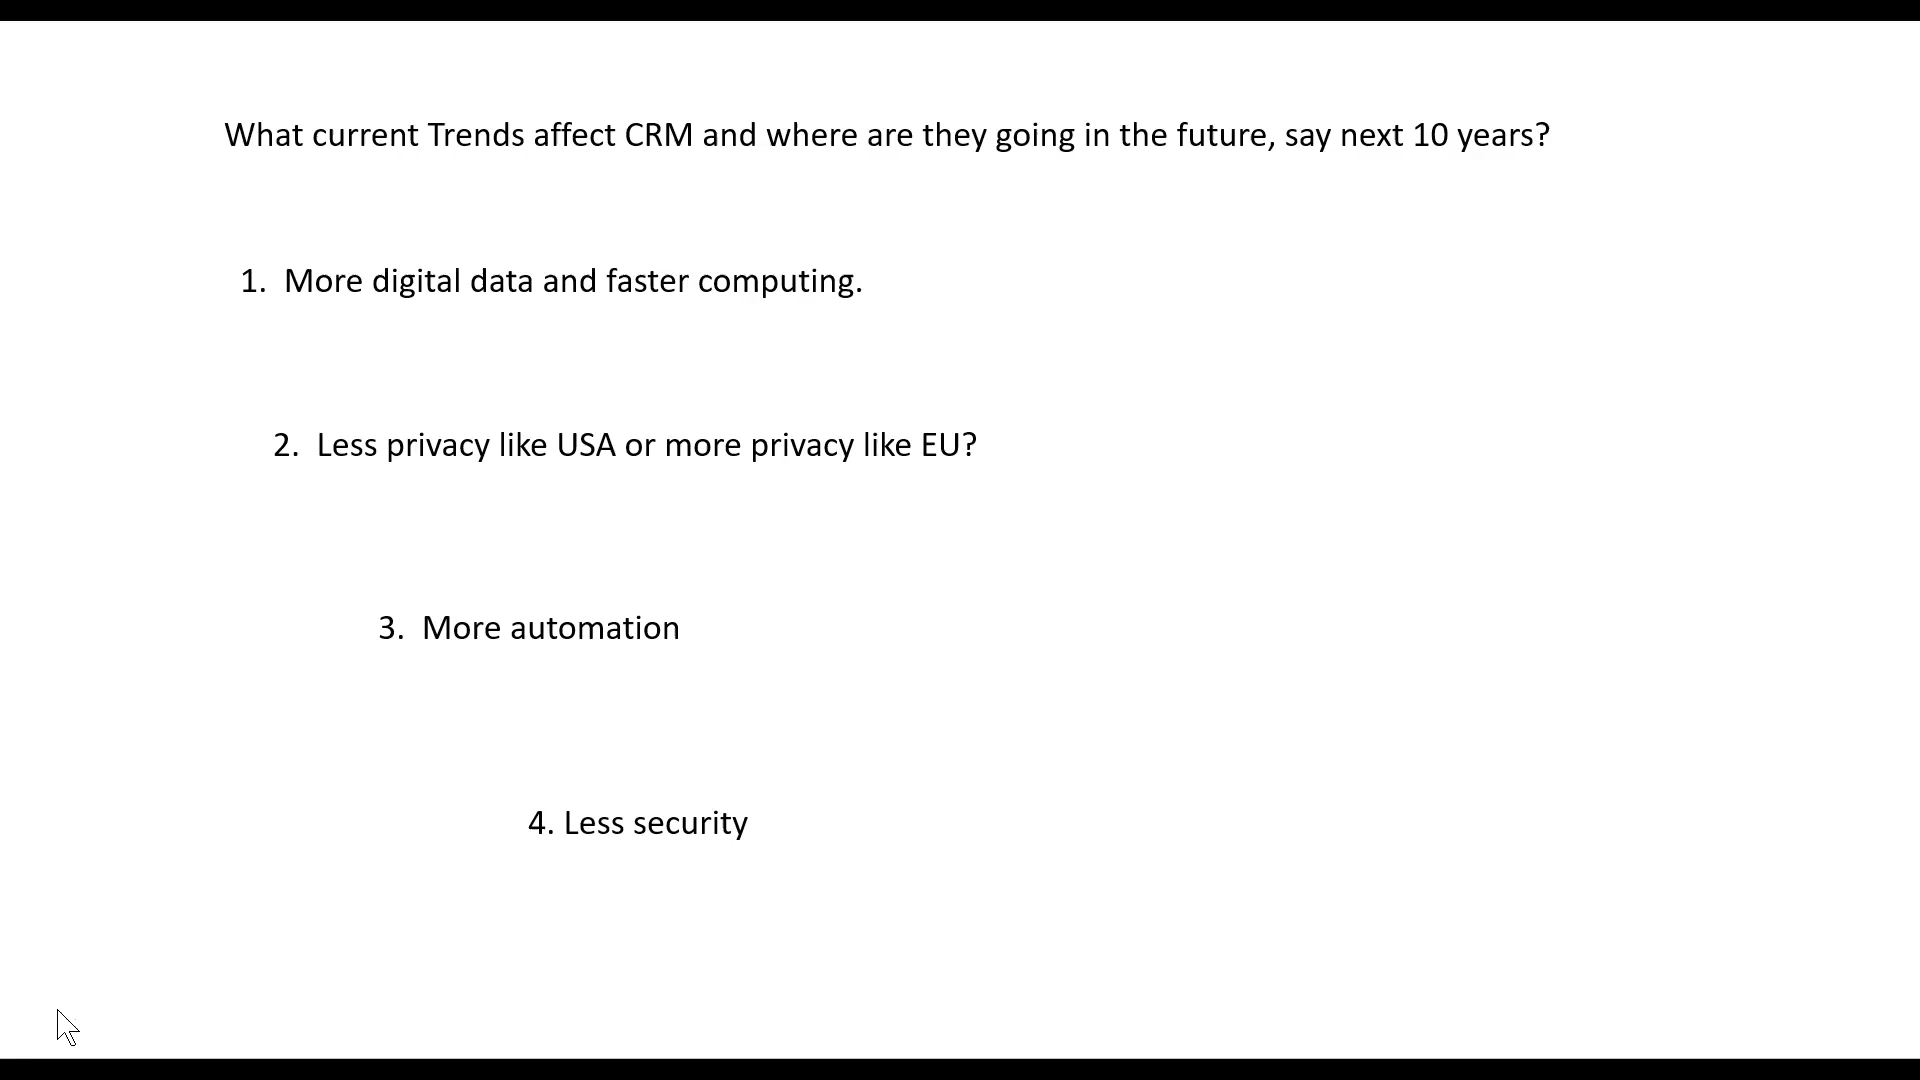 What current Trends affect CRM and where are they going in the future, say next 10 years?
1. More digital data and faster computing.
2. Less privacy like USA or more privacy like EU?
3. More automation
4. Less security